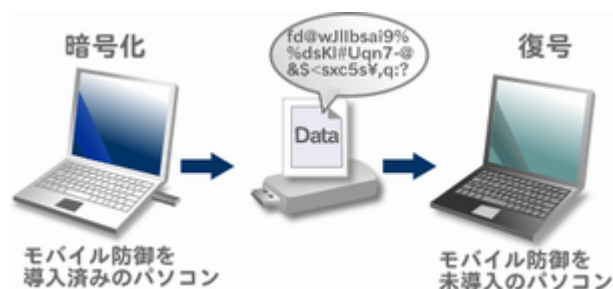 暗号化
fd@wJIIbsai9%
%dsKl#Uqn7-@
&$<sxc5s¥,q:?
復号
Data
モバイル防御を
導入済みのパソコン
モバイル防御を
未導入のパソコン